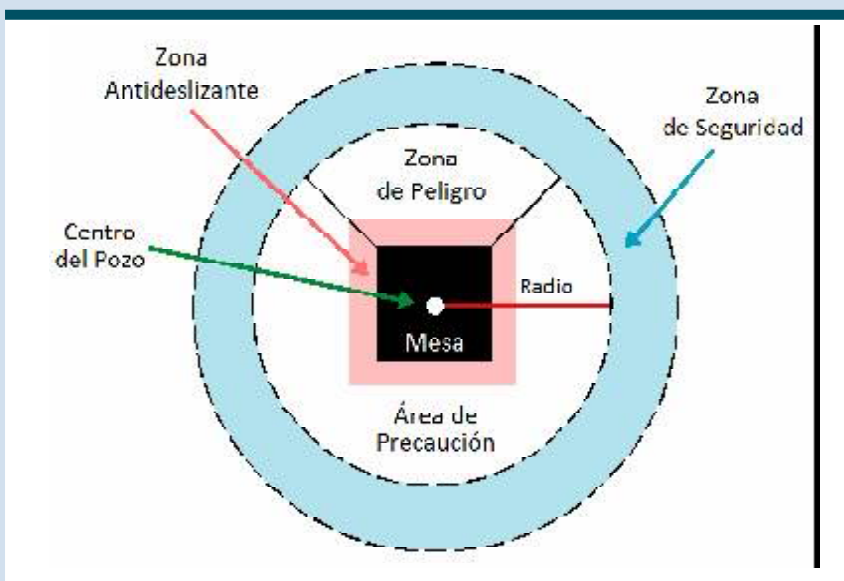 Zona
Antideslizante
Zona
de Seguridad
Zona
de Peligro
Centro
del Pozo
Radio
Mesa
Área de
Precaución